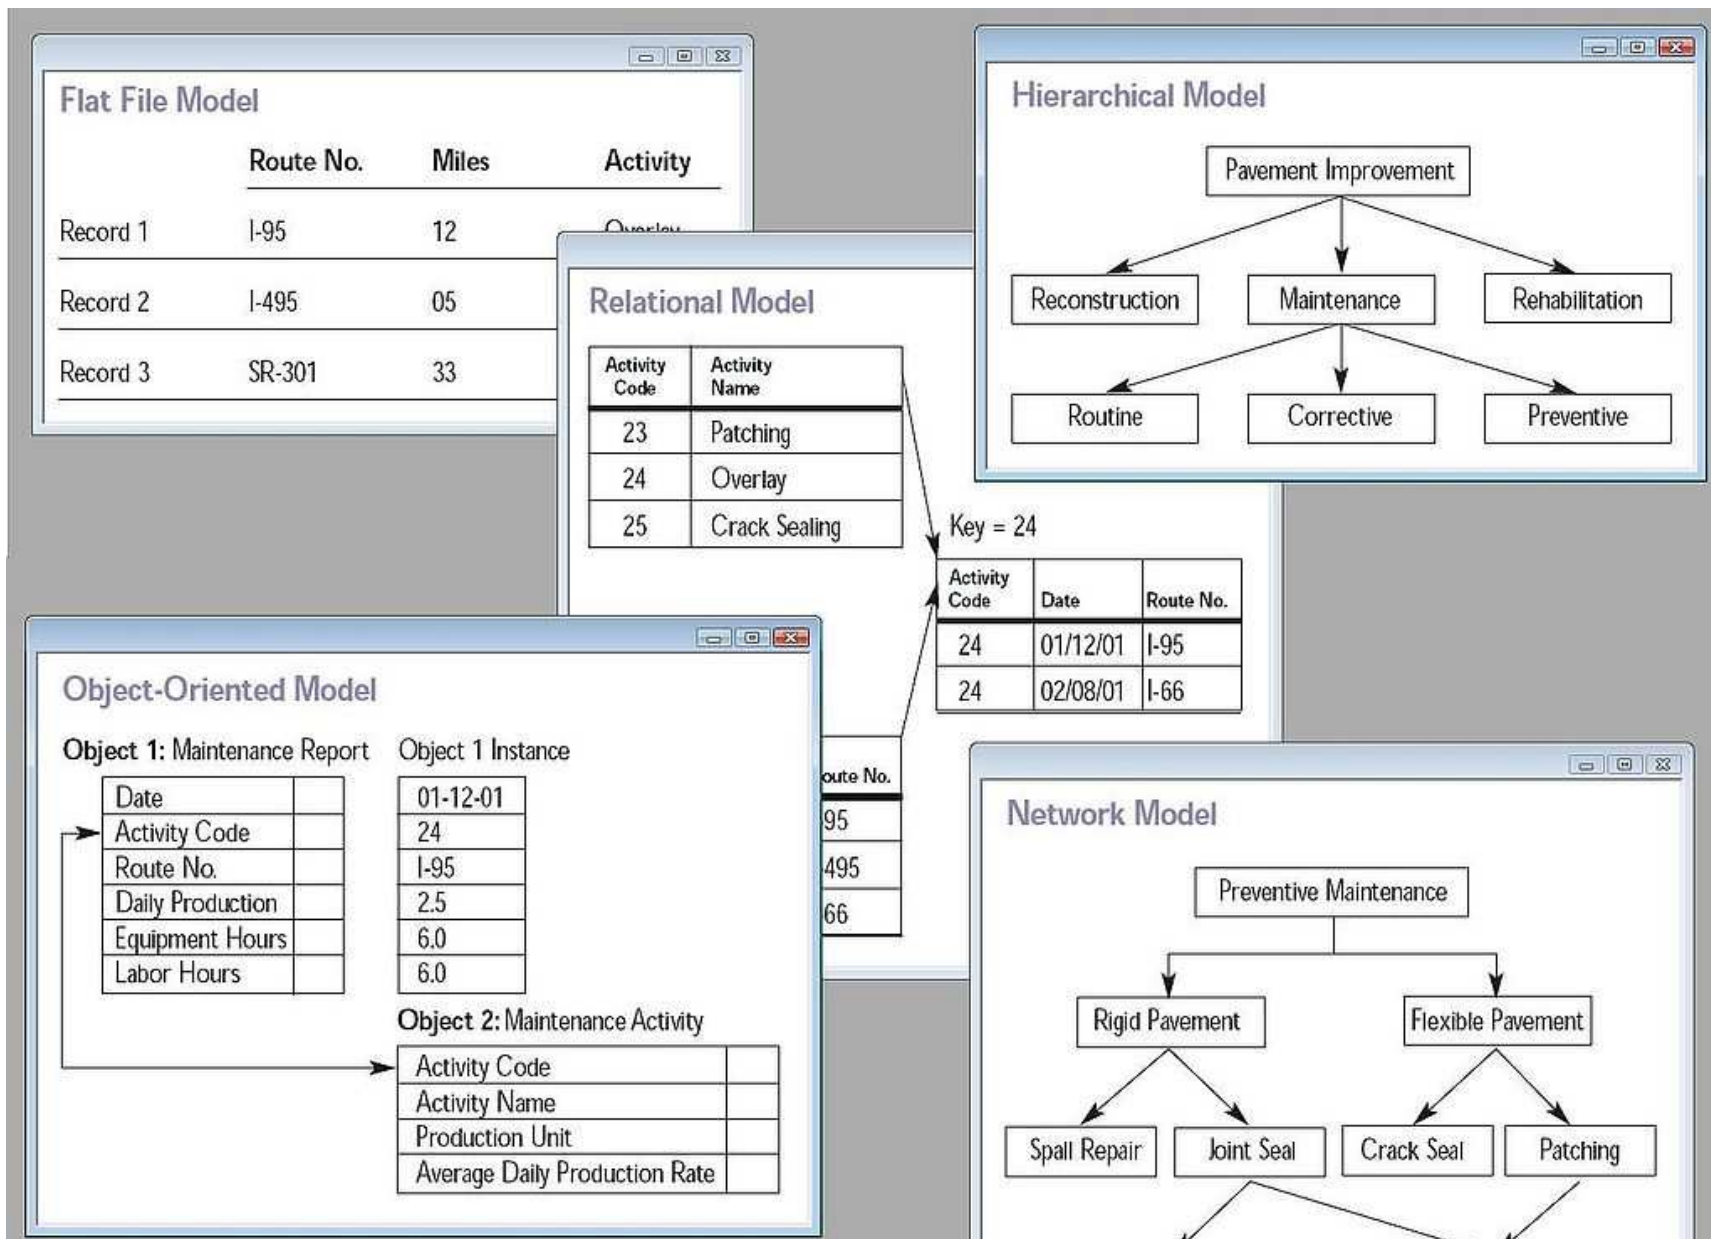 Flat File Model
Route No. Miles Activity
Record 1 I-95 12 Overlay
Record 2 I-495 05
Record 3 SR-301 33
Hierarchical Model
Pavement Improvement
Reconstruction Maintenance Rehabilitation
Routine Corrective Preventive
Relational Model
Activity Code Activity Name
23 Patching
24 Overlay
25 Crack Sealing
Key = 24
Activity Code Date Route No.
24 01/12/01 I-95
24 02/08/01 I-66
oute No.
95
495
66
Object-Oriented Model
Object 1: Maintenance Report Object 1 Instance
Date 01-12-01
Activity Code 24
Route No. I-95
Daily Production 2.5
Equipment Hours 6.0
Labor Hours 6.0
Object 2: Maintenance Activity
Activity Code
Activity Name
Production Unit
Average Daily Production Rate
Network Model
Preventive Maintenance
Rigid Pavement Flexible Pavement
Spall Repair Joint Seal Crack Seal Patching